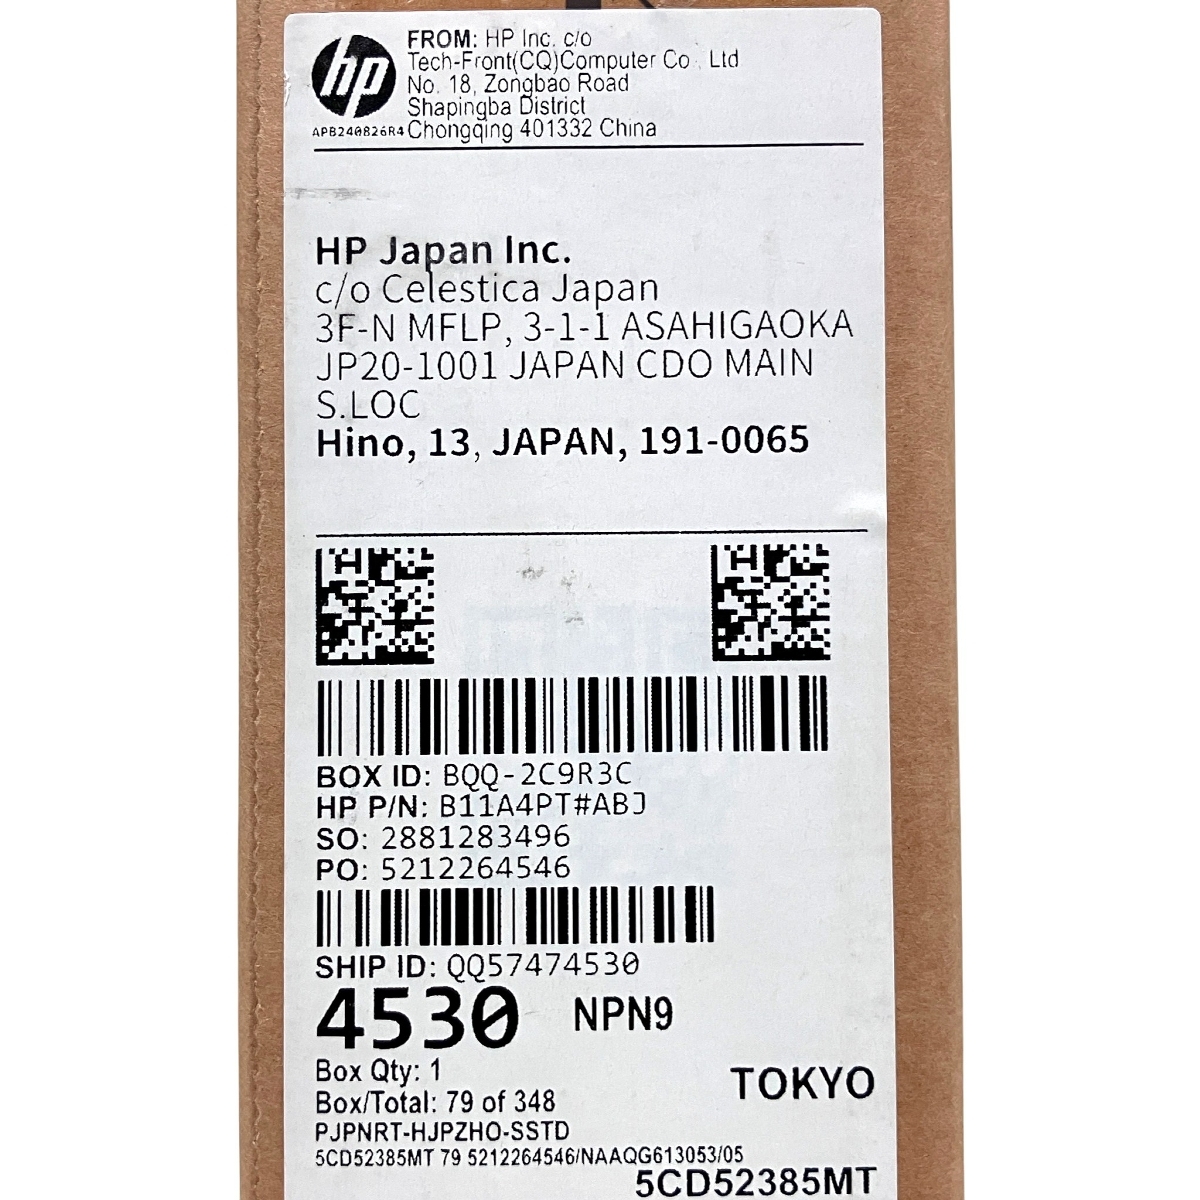 hp
FROM: HP Inc. c/o
Tech-Front(CQ)Computer Co., Ltd
No. 18, Zongbao Road
Shapingba District
APB240826R4 Chongqing 401332 China
HP Japan Inc.
c/o Celestica Japan
3F-N MFLP, 3-1-1 ASAHIGAOKA
JP20-1001 JAPAN CDO MAIN
S.LOC
Hino, 13, JAPAN, 191-0065
BOX ID: BQQ-2C9R3C
HP P/N: B11A4PT#ABJ
SO: 2881283496
PO: 5212264546
SHIP ID: QQ57474530
4530 NPN9
Box Qty: 1
TOKYO
Box/Total: 79 of 348
PJPNRT-HJPZHO-SSTD
5CD52385MT 79 5212264546/NAAQG613053/05
5CD52385MT